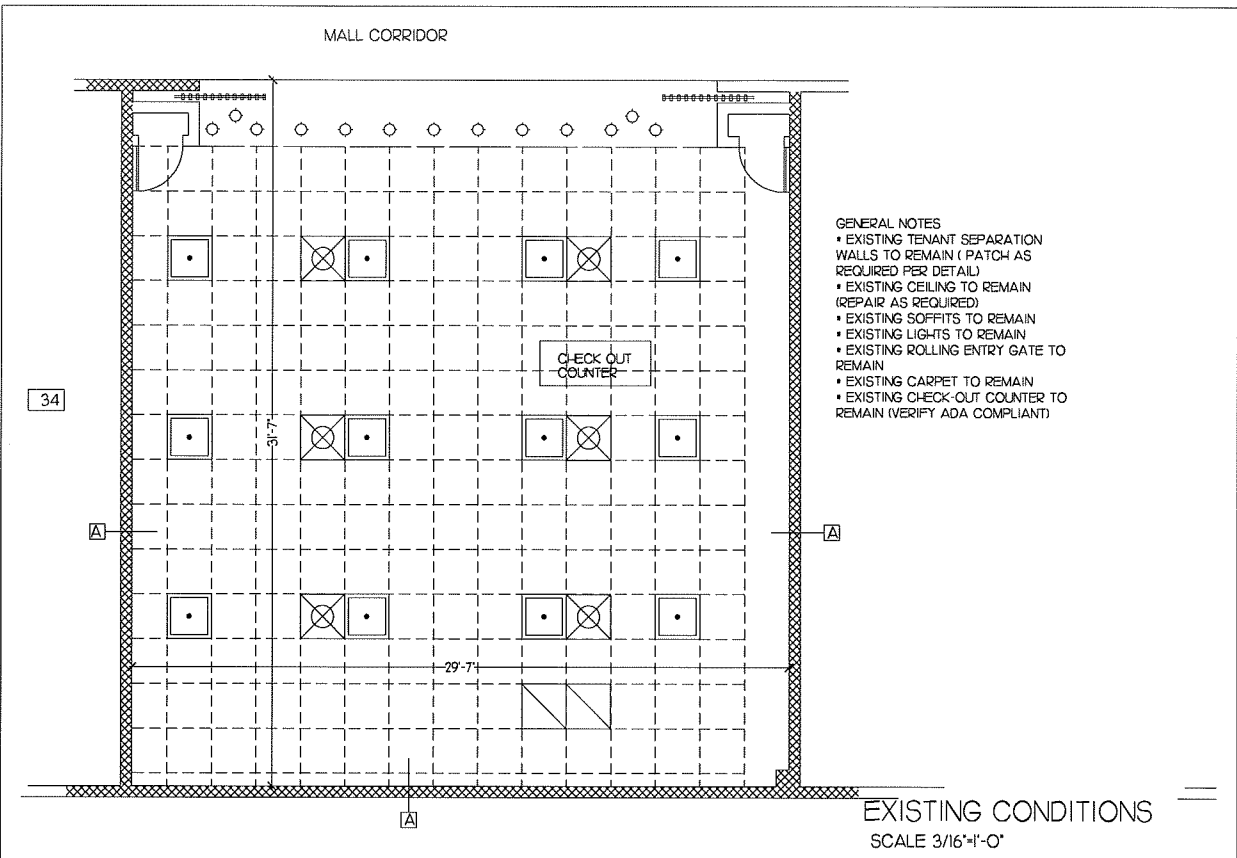 MALL CORRIDOR
GENERAL NOTES
• EXISTING TENANT SEPARATION
WALLS TO REMAIN ( PATCH AS
REQUIRED PER DETAIL)
• EXISTING CEILING TO REMAIN
(REPAIR AS REQUIRED)
• EXISTING SOFFITS TO REMAIN
• EXISTING LIGHTS TO REMAIN
• EXISTING ROLLING ENTRY GATE TO
REMAIN
• EXISTING CARPET TO REMAIN
• EXISTING CHECK-OUT COUNTER TO
REMAIN (VERIFY ADA COMPLIANT)
CHECK OUT
COUNTER
34
31'-7"
A
A
29'-7"
A
EXISTING CONDITIONS
SCALE 3/16"=1'-0"